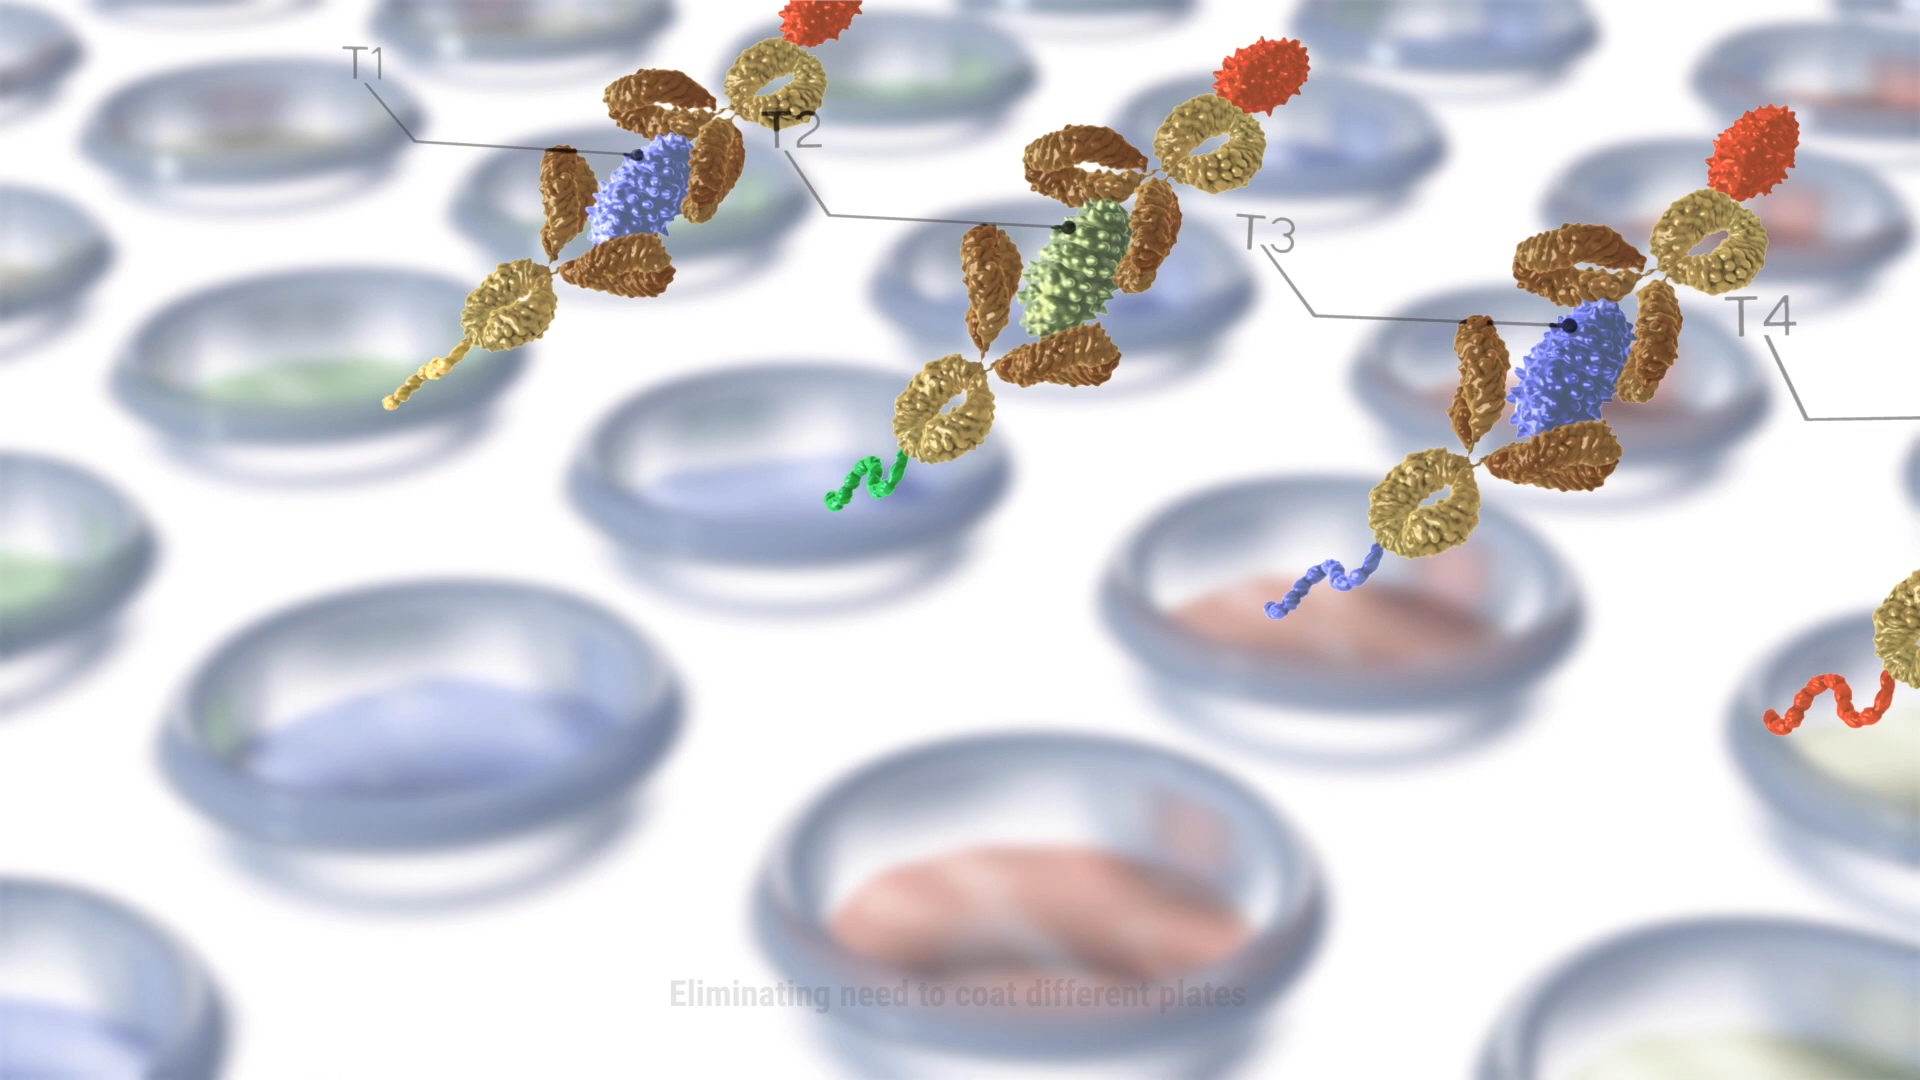 T1
T2
T3
T4
Eliminating need to coat different plates